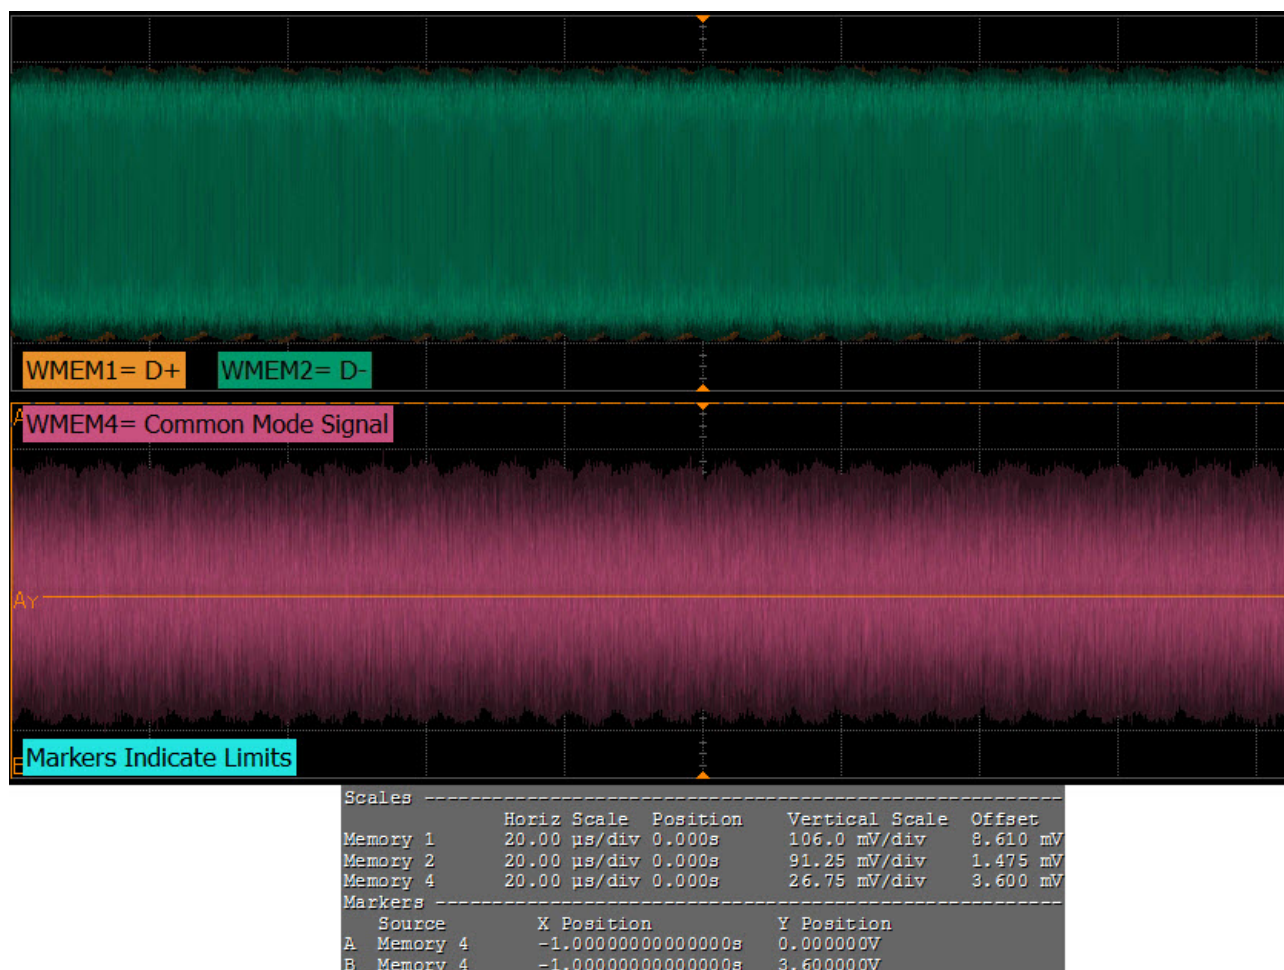 WMEM1= D+ WMEM2= D-
A
WMEM4= Common Mode Signal
AY
Markers Indicate Limits
Scales
Horiz Scale Position Vertical Scale Offset
Memory 1 20.00 µs/div 0.000s 106.0 mV/div 8.610 mV
Memory 2 20.00 µs/div 0.000s 91.25 mV/div 1.475 mV
Memory 4 20.00 µs/div 0.000s 26.75 mV/div 3.600 mV
Markers
Source X Position Y Position
A Memory 4 -1.00000000000000s 0.000000V
B Memory 4 -1.00000000000000s 3.600000V